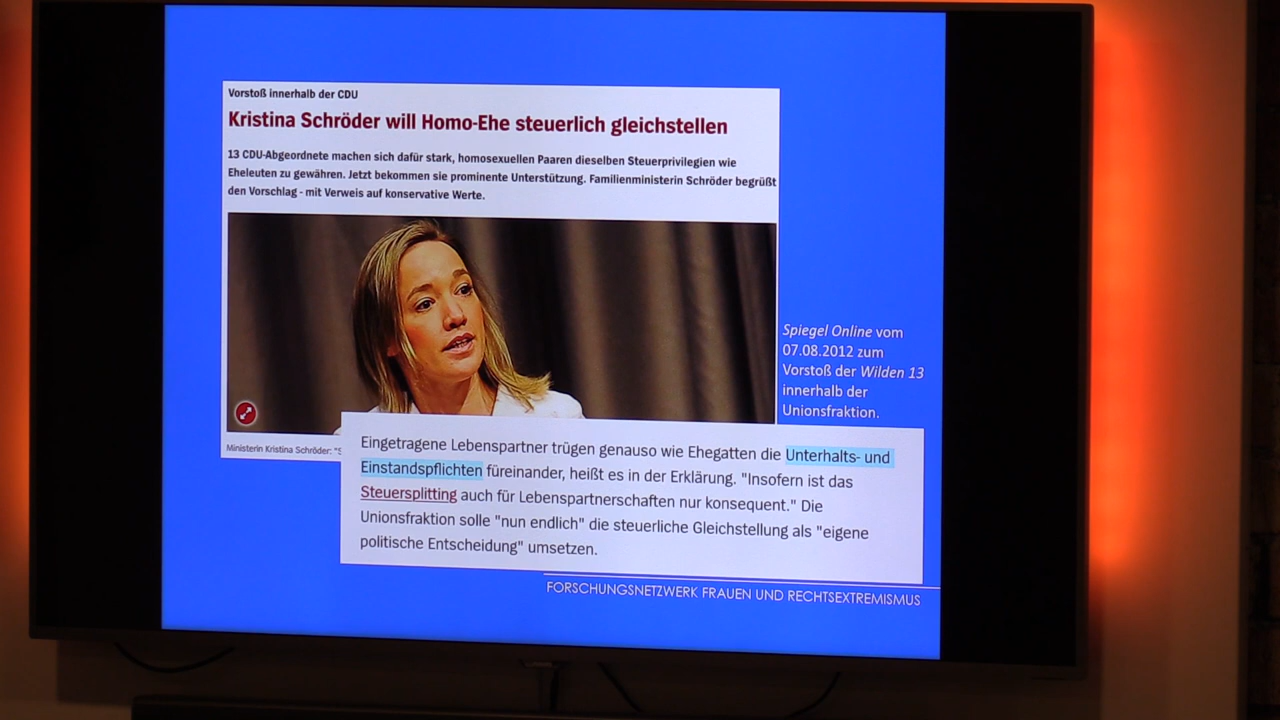 Vorstoß innerhalb der CDU
Kristina Schröder will Homo-Ehe steuerlich gleichstellen
13 CDU-Abgeordnete machen sich dafür stark, homosexuellen Paaren dieselben Steuerprivilegien wie
Eheleuten zu gewähren. Jetzt bekommen sie prominente Unterstützung. Familienministerin Schröder begrüßt
den Vorschlag - mit Verweis auf konservative Werte.
Spiegel Online vom
07.08.2012 zum
Vorstoß der Wilden 13
innerhalb der
Unionsfraktion.
Ministerin Kristina Schröder: "S
Eingetragene Lebenspartner trügen genauso wie Ehegatten die Unterhalts- und
Einstandspflichten füreinander, heißt es in der Erklärung. "Insofern ist das
Steuersplitting auch für Lebenspartnerschaften nur konsequent." Die
Unionsfraktion solle "nun endlich" die steuerliche Gleichstellung als "eigene
politische Entscheidung" umsetzen.
FORSCHUNGSNETZWERK FRAUEN UND RECHTSEXTREMISMUS